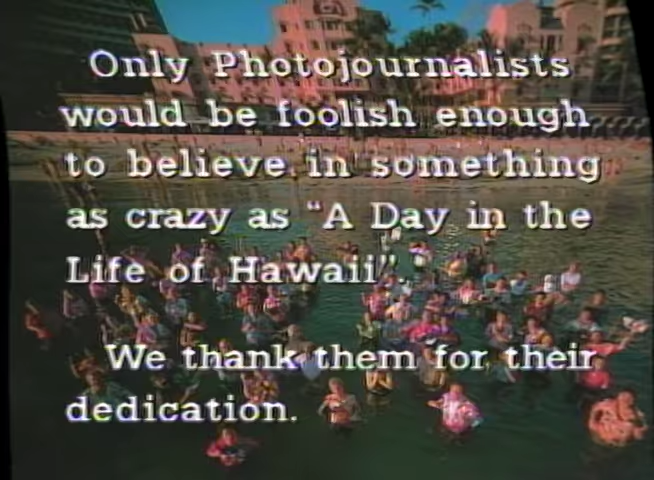 Only Photojournalists
would be foolish enough
to believe in something
as crazy as "A Day in the
Life of Hawaii".
We thank them for their
dedication.